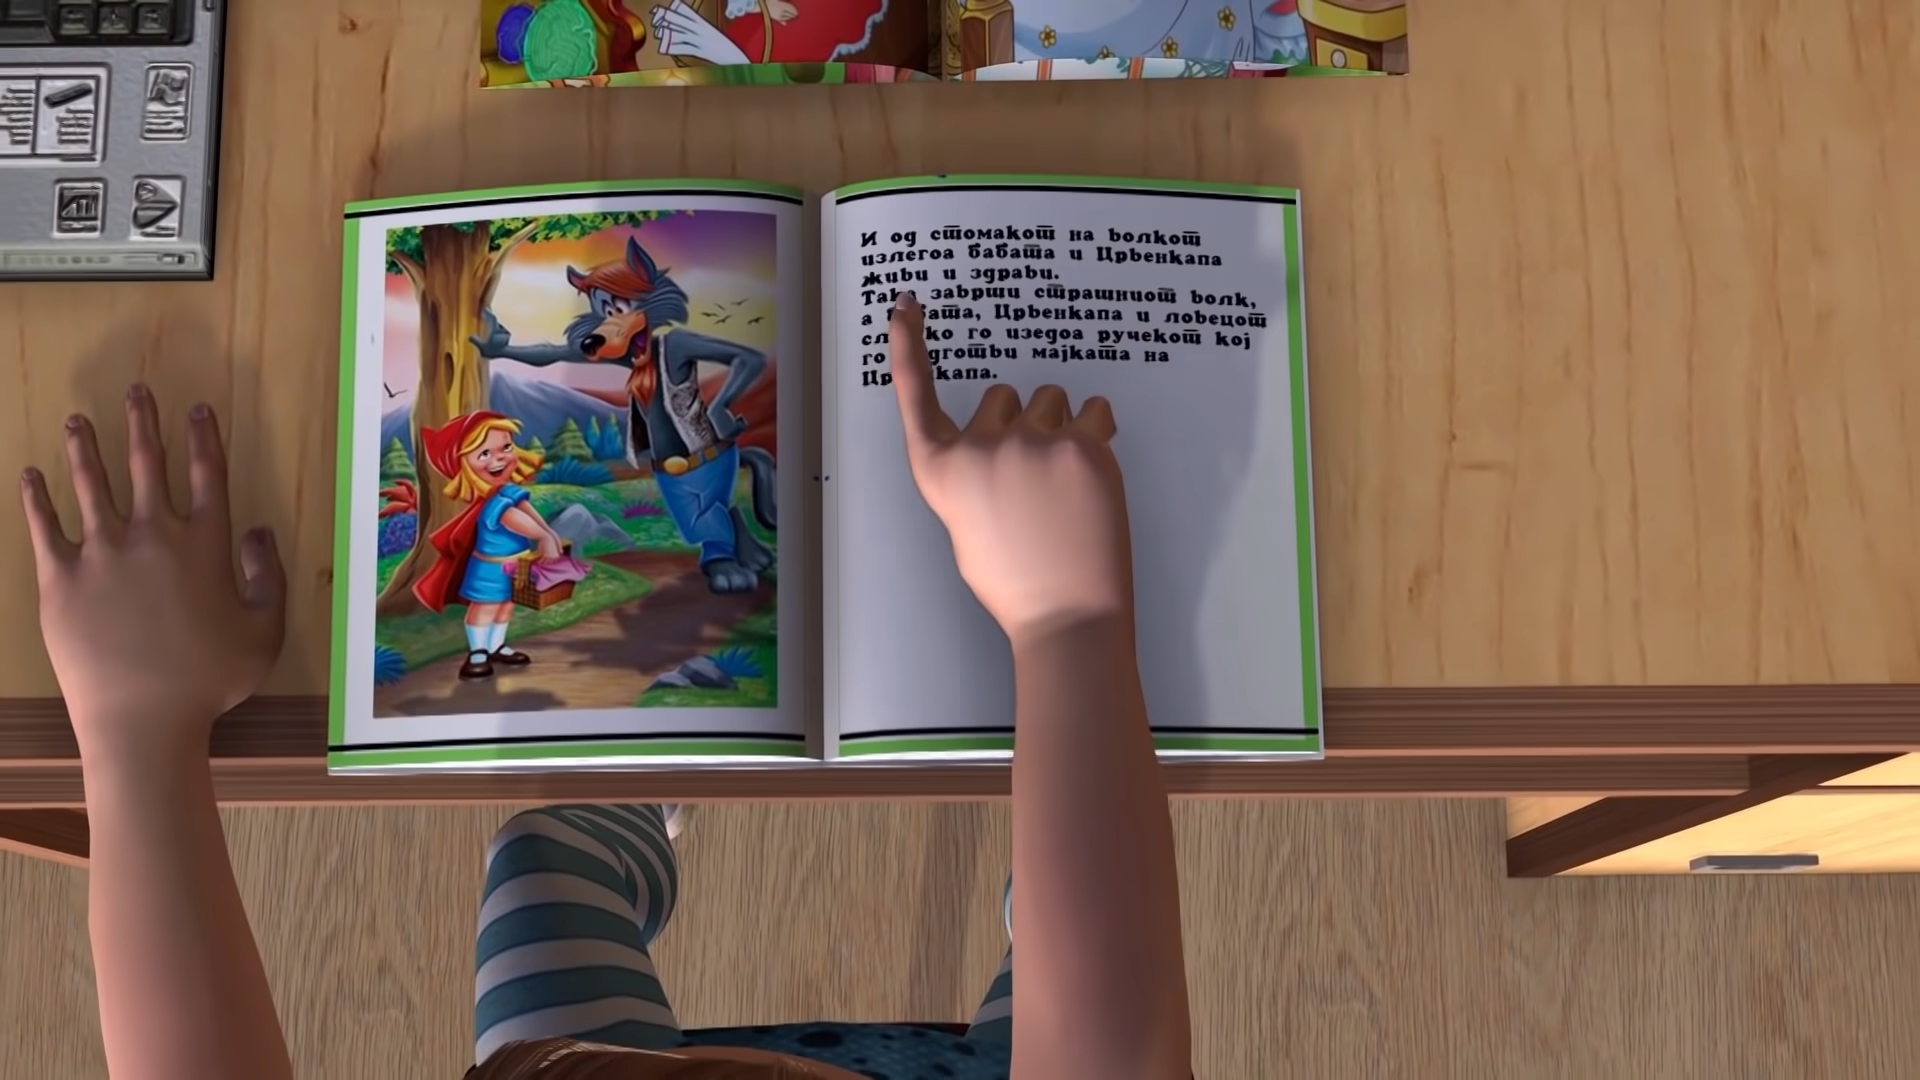 И од стомакот на волкот
излегоа бабата и Црвенкапа
живи и здрави.
заврши страшниот волк,
а Црвенкапа и ловецот
го изедоа ручекот кој
го мајката на